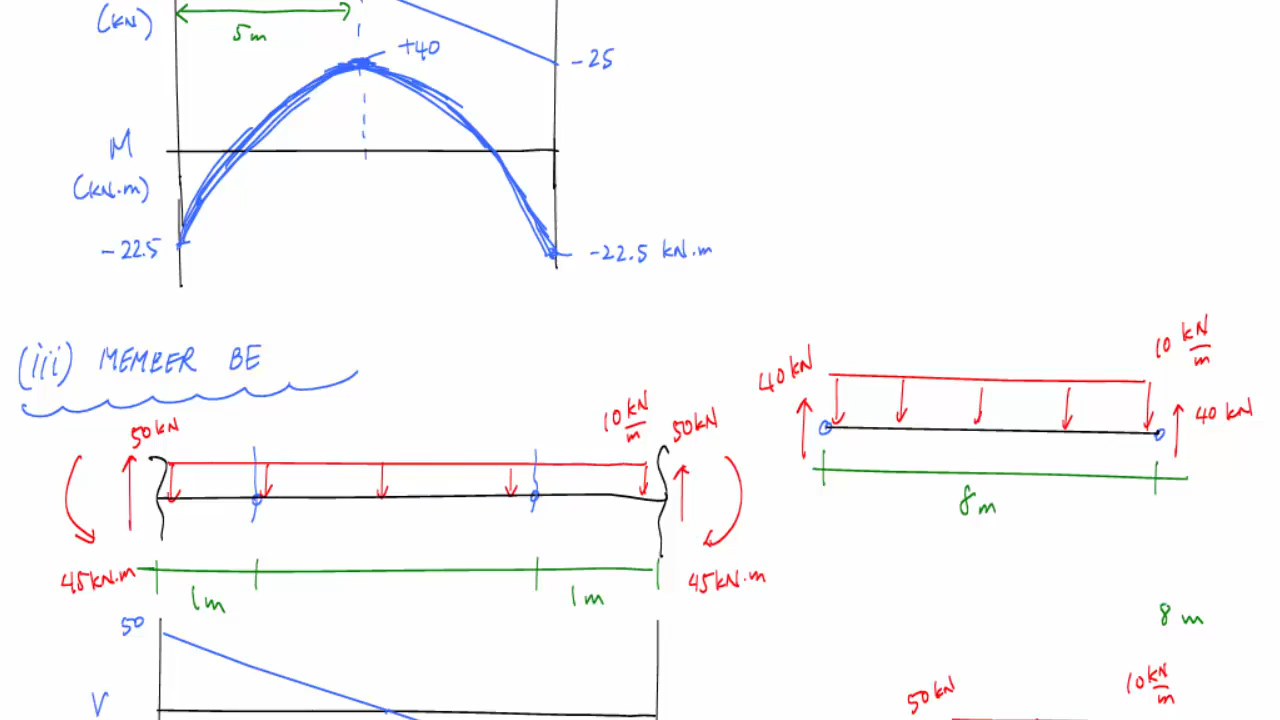 (kN)
5m
+40
-25
M
(kN.m)
-22.5
-22.5 kN.m
(iii) MEMBER BE
50kN
10 kN/m
50kN
45kN.m
45kN.m
1m
1m
40kN
10 kN/m
40 kN
8m
50
V
8 m
50kN
10 kN/m